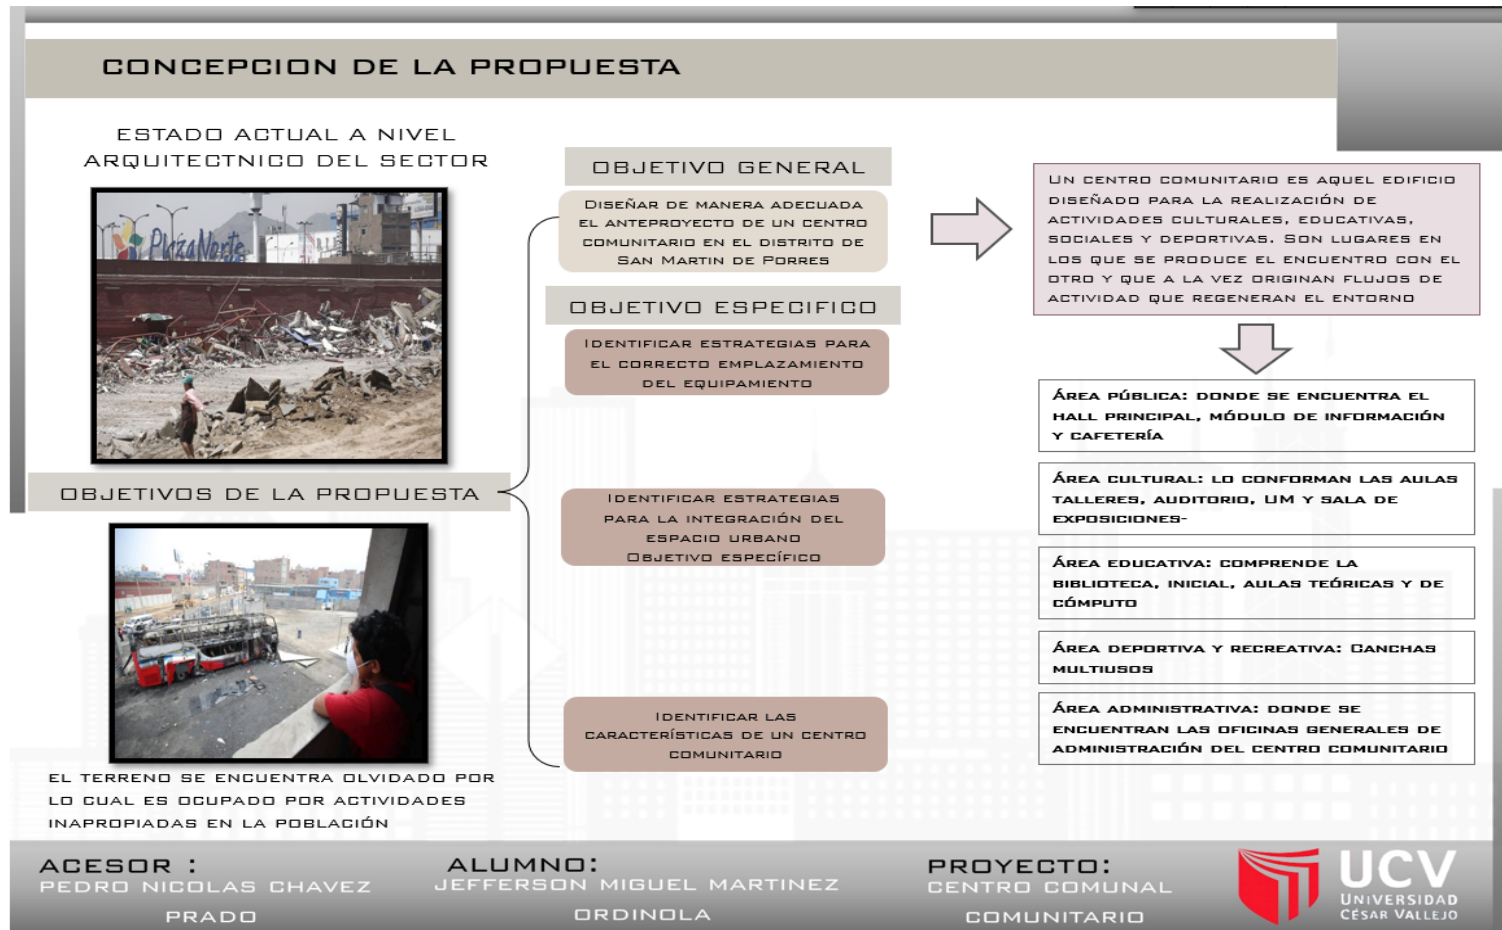 CONCEPCION DE LA PROPUESTA
ESTADO ACTUAL A NIVEL
ARQUITECTNICO DEL SECTOR
Plaza Norte
OBJETIVOS DE LA PROPUESTA
EL TERRENO SE ENCUENTRA OLVIDADO POR
LO CUAL ES OCUPADO POR ACTIVIDADES
INAPROPIADAS EN LA POBLACIÓN
OBJETIVO GENERAL
DISEÑAR DE MANERA ADECUADA
EL ANTEPROYECTO DE UN CENTRO
COMUNITARIO EN EL DISTRITO DE
SAN MARTIN DE PORRES
OBJETIVO ESPECIFICO
IDENTIFICAR ESTRATEGIAS PARA
EL CORRECTO EMPLAZAMIENTO
DEL EQUIPAMIENTO
IDENTIFICAR ESTRATEGIAS
PARA LA INTEGRACIÓN DEL
ESPACIO URBANO
OBJETIVO ESPECÍFICO
IDENTIFICAR LAS
CARACTERÍSTICAS DE UN CENTRO
COMUNITARIO
UN CENTRO COMUNITARIO ES AQUEL EDIFICIO
DISEÑADO PARA LA REALIZACIÓN DE
ACTIVIDADES CULTURALES, EDUCATIVAS,
SOCIALES Y DEPORTIVAS. SON LUGARES EN
LOS QUE SE PRODUCE EL ENCUENTRO CON EL
OTRO Y QUE A LA VEZ ORIGINAN FLUJOS DE
ACTIVIDAD QUE REGENERAN EL ENTORNO
ÁREA PÚBLICA: DONDE SE ENCUENTRA EL
HALL PRINCIPAL, MÓDULO DE INFORMACIÓN
Y CAFETERÍA
ÁREA CULTURAL: LO CONFORMAN LAS AULAS
TALLERES, AUDITORIO, UM Y SALA DE
EXPOSICIONES-
ÁREA EDUCATIVA: COMPRENDE LA
BIBLIOTECA, INICIAL, AULAS TEÓRICAS Y DE
CÓMPUTO
ÁREA DEPORTIVA Y RECREATIVA: CANCHAS
MULTIUSOS
ÁREA ADMINISTRATIVA: DONDE SE
ENCUENTRAN LAS OFICINAS GENERALES DE
ADMINISTRACIÓN DEL CENTRO COMUNITARIO
ACESOR :
PEDRO NICOLAS CHAVEZ
PRADO
ALUMNO:
JEFFERSON MIGUEL MARTINEZ
ORDINOLA
PROYECTO:
CENTRO COMUNAL
COMUNITARIO
UCV
UNIVERSIDAD
CÉSAR VALLEJO